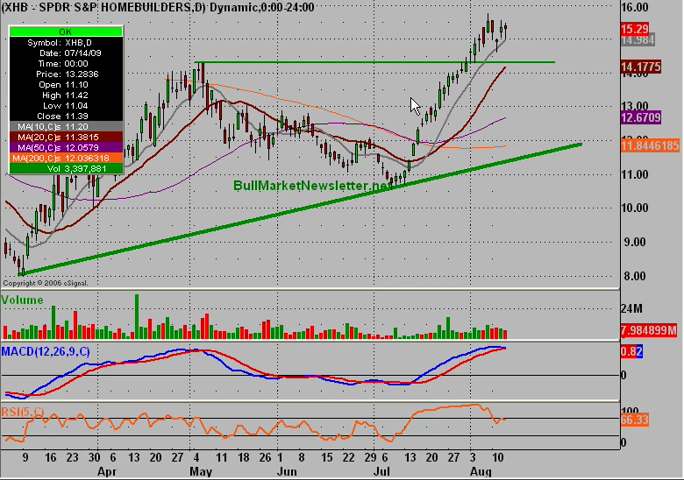 (XHB - SPDR S&P HOMEBUILDERS,D) Dynamic,0:00-24:00
16.00
OK
Symbol: XHB,D
Date: 07/14/09
Time: 00:00
Price: 13.2836
Open 11.10
High 11.42
Low 11.04
Close 11.39
MA(10,C)s 11.20
MA(20,C)s 11.3815
MA(50,C)s 12.0579
MA(200,C)s 12.036318
Vol 3,397,881
15.29
14.984
14.1775
14.00
13.00
12.6709
11.8446185
11.00
10.00
9.00
8.00
BullMarketNewsletter.net
Copyright © 2006 eSignal.
Volume
24M
7.984899M
MACD(12,26,9,C)
0.82
0
RSI(5,C)
100
66.33
0
9 16 23 30 6 13 20 27 4 11 18 26 8 15 22 29 6 13 20 27 3 10
Apr May Jun Jul Aug